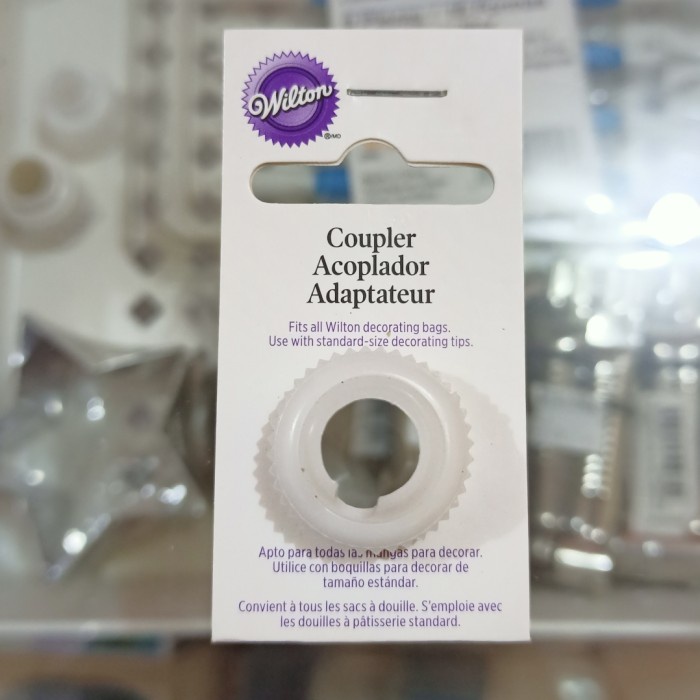 Wilton
®/MD
Coupler
Acoplador
Adaptateur
Fits all Wilton decorating bags.
Use with standard-size decorating tips.
Apto para todas las mangas para decorar.
Utilice con boquillas para decorar de
tamaño estándar.
Convient à tous les sacs à douille. S'emploie avec
les douilles à pâtisserie standard.